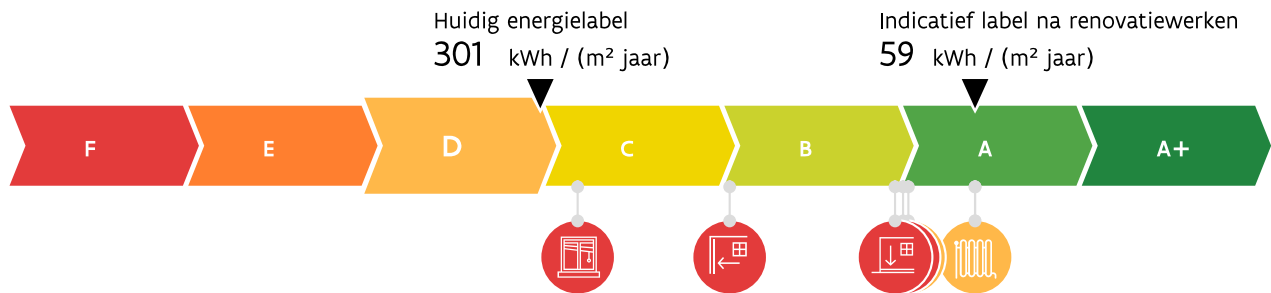 Huidig energielabel
301 kWh / (m² jaar)
Indicatief label na renovatiewerken
59 kWh / (m² jaar)
F E D C B A A+